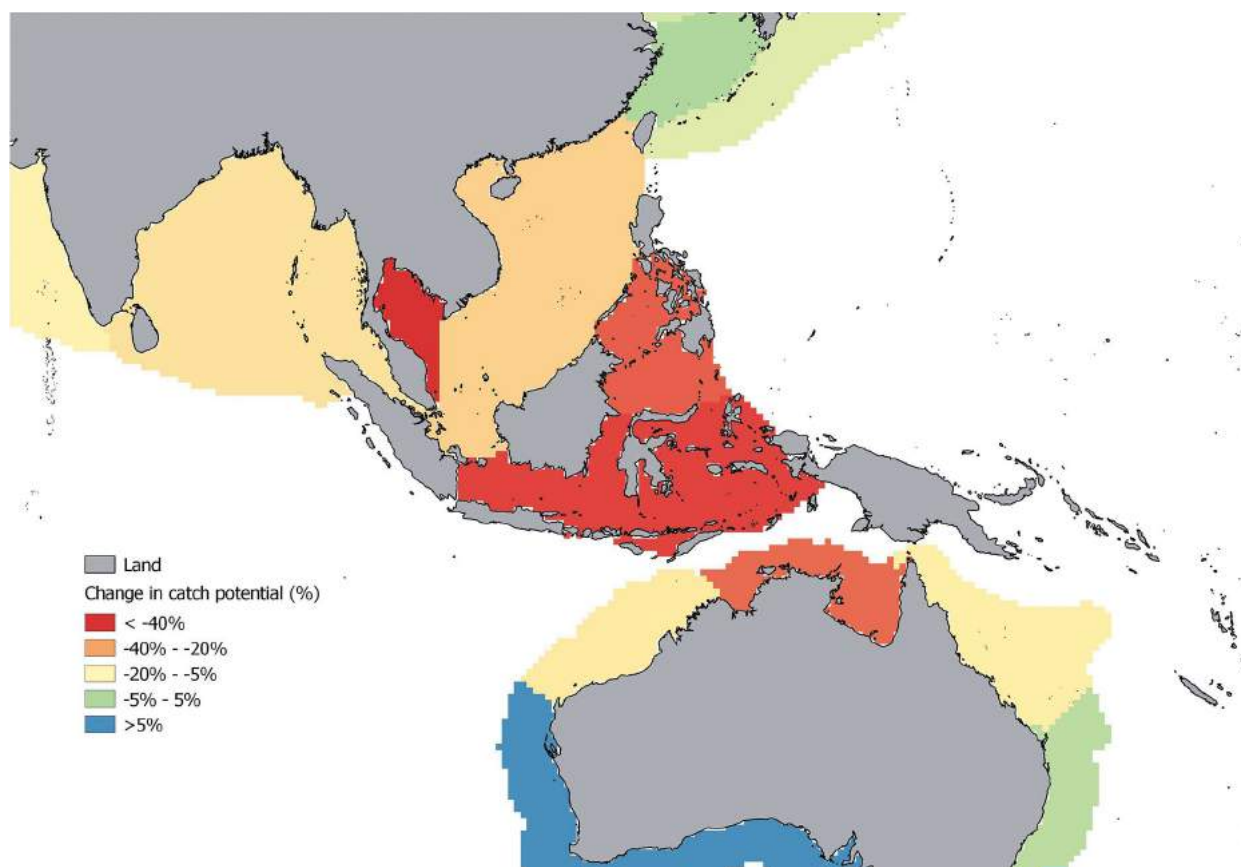 Land
Change in catch potential (%)
< -40%
-40% - -20%
-20% - -5%
-5% - 5%
>5%